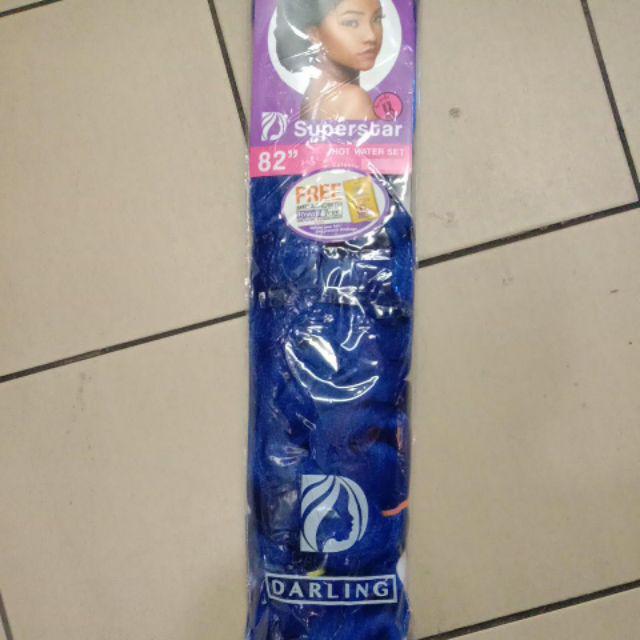 Superstar
82” HOT WATER SET
FREE
DARLING